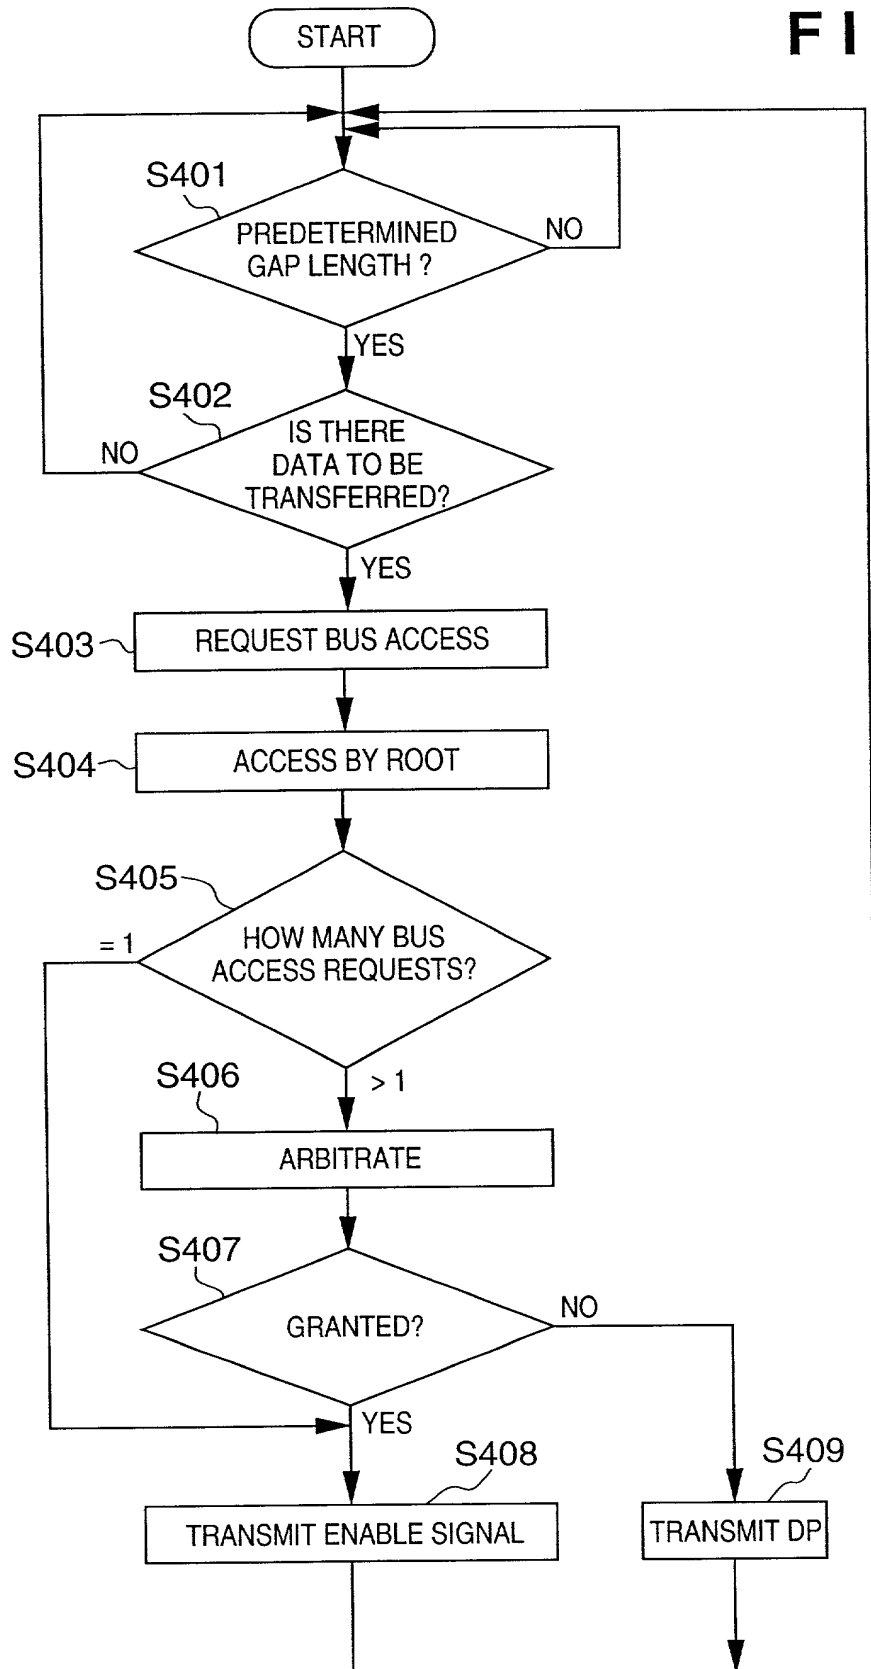 START
F I
S401
PREDETERMINED
GAP LENGTH ?
NO
YES
S402
IS THERE
DATA TO BE
TRANSFERRED?
NO
YES
S403
REQUEST BUS ACCESS
S404
ACCESS BY ROOT
S405
HOW MANY BUS
ACCESS REQUESTS?
= 1
> 1
S406
ARBITRATE
S407
GRANTED?
NO
YES
S408
TRANSMIT ENABLE SIGNAL
S409
TRANSMIT DP